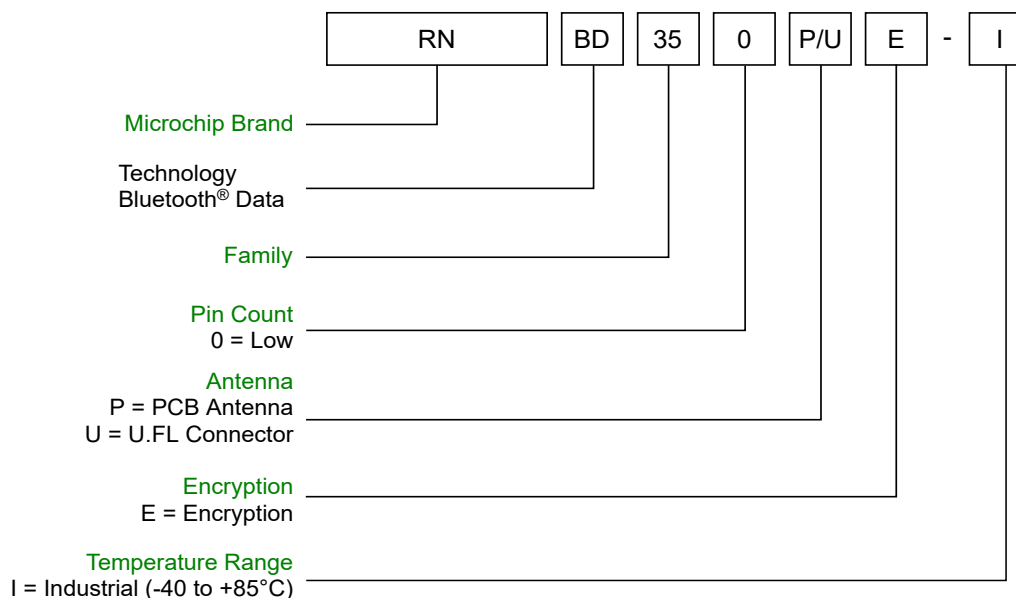 RN BD 35 0 P/U E - I
Microchip Brand
Technology
Bluetooth® Data
Family
Pin Count
0 = Low
Antenna
P = PCB Antenna
U = U.FL Connector
Encryption
E = Encryption
Temperature Range
I = Industrial (-40 to +85°C)